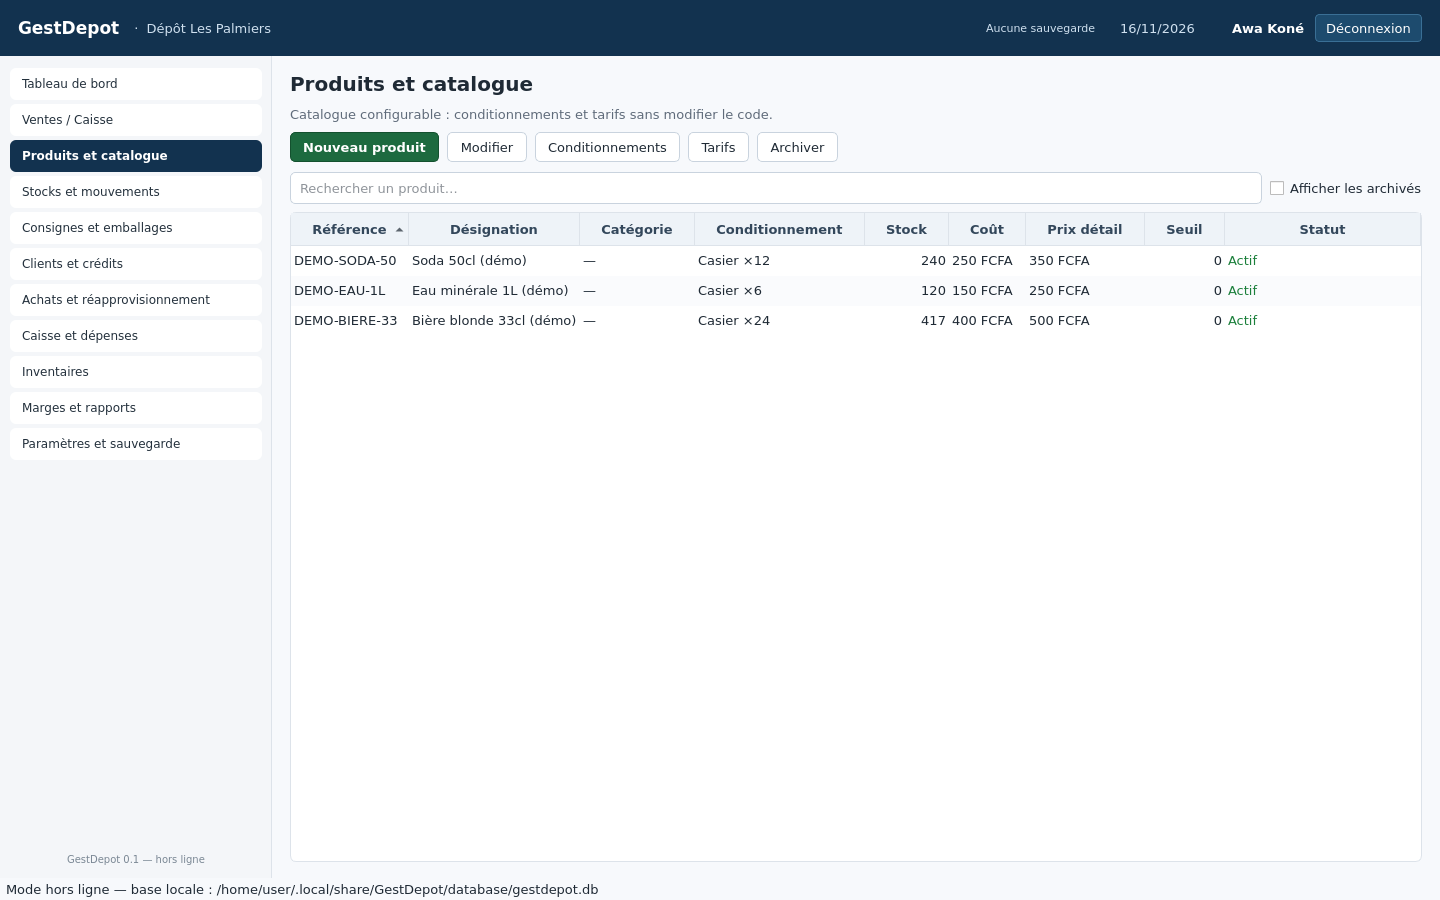 GestDepot · Dépôt Les Palmiers Aucune sauvegarde 16/11/2026 Awa Koné Déconnexion
Tableau de bord
Ventes / Caisse
Produits et catalogue
Stocks et mouvements
Consignes et emballages
Clients et crédits
Achats et réapprovisionnement
Caisse et dépenses
Inventaires
Marges et rapports
Paramètres et sauvegarde
GestDepot 0.1 — hors ligne
Produits et catalogue
Catalogue configurable : conditionnements et tarifs sans modifier le code.
Nouveau produit Modifier Conditionnements Tarifs Archiver
Rechercher un produit... Afficher les archivés
Référence Désignation Catégorie Conditionnement Stock Coût Prix détail Seuil Statut
DEMO-SODA-50 Soda 50cl (démo) — Casier ×12 240 250 FCFA 350 FCFA 0 Actif
DEMO-EAU-1L Eau minérale 1L (démo) — Casier ×6 120 150 FCFA 250 FCFA 0 Actif
DEMO-BIERE-33 Bière blonde 33cl (démo) — Casier ×24 417 400 FCFA 500 FCFA 0 Actif
Mode hors ligne — base locale : /home/user/.local/share/GestDepot/database/gestdepot.db